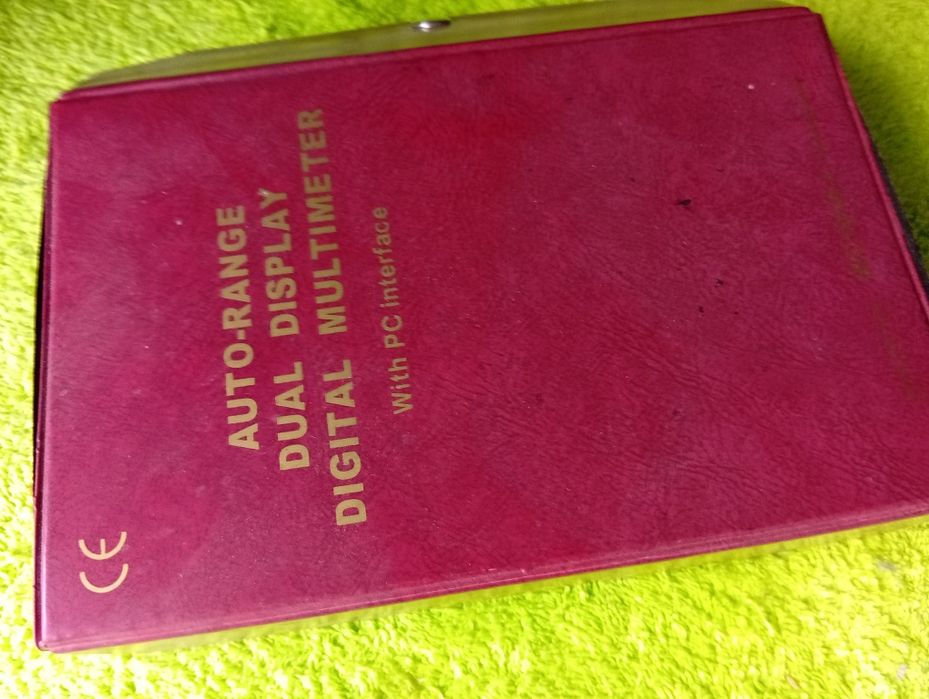 CE
AUTO-RANGE
DUAL DISPLAY
DIGITAL MULTIMETER
With PC interface